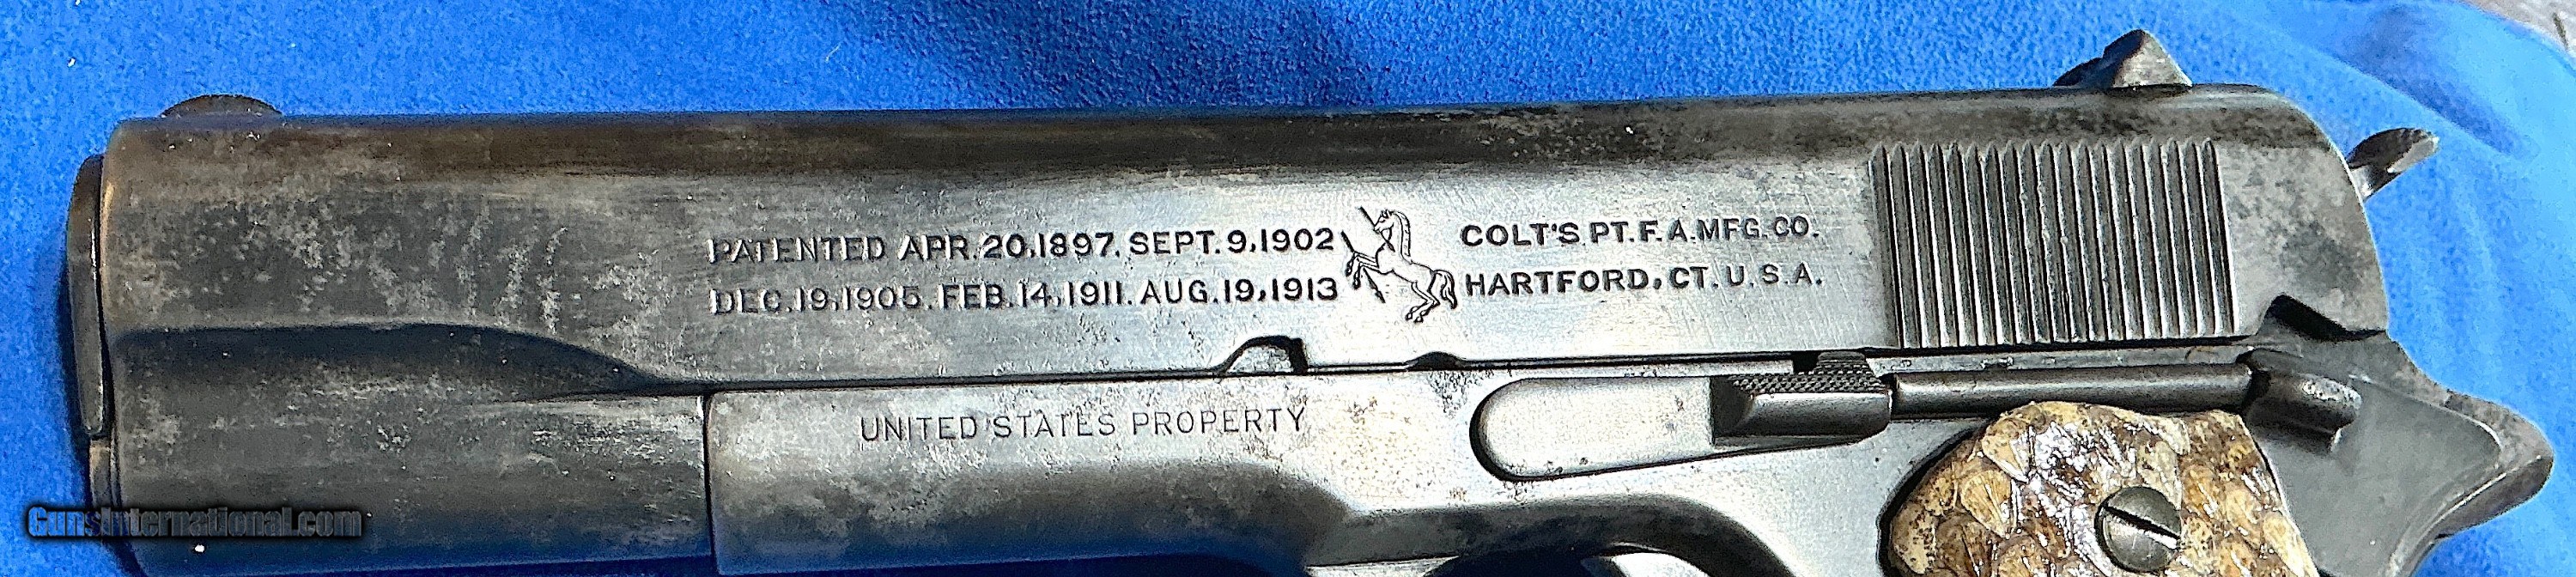 PATENTED APR.20,1897. SEPT.9,1902
DEC.19,1905. FEB.14,1911. AUG.19,1913
COLT'S PT. F. A. MFG. CO.
HARTFORD, CT. U. S. A.
UNITED STATES PROPERTY
GunsInternational.com